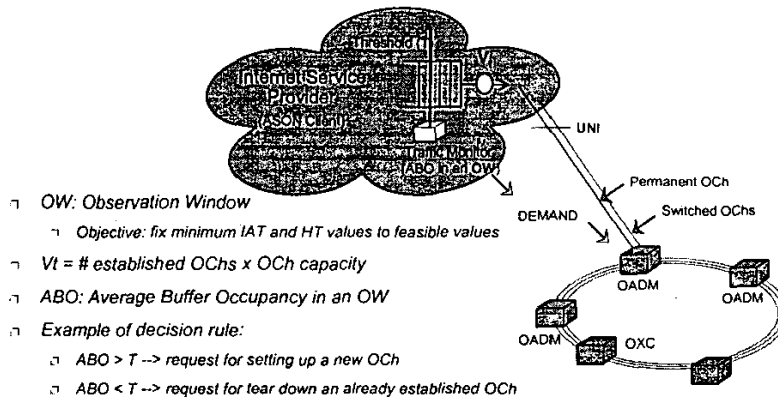 Threshold (T)
Vt
Internet Service
Provider
(ASON Client)
Traffic Monitor
(ABO in an OW)
UNI
Permanent OCh
Switched OChs
DEMAND
OADM
OADM
OADM
OXC
OW: Observation Window
Objective: fix minimum IAT and HT values to feasible values
Vt = # established OChs x OCh capacity
ABO: Average Buffer Occupancy in an OW
Example of decision rule:
ABO > T --> request for setting up a new OCh
ABO < T --> request for tear down an already established OCh